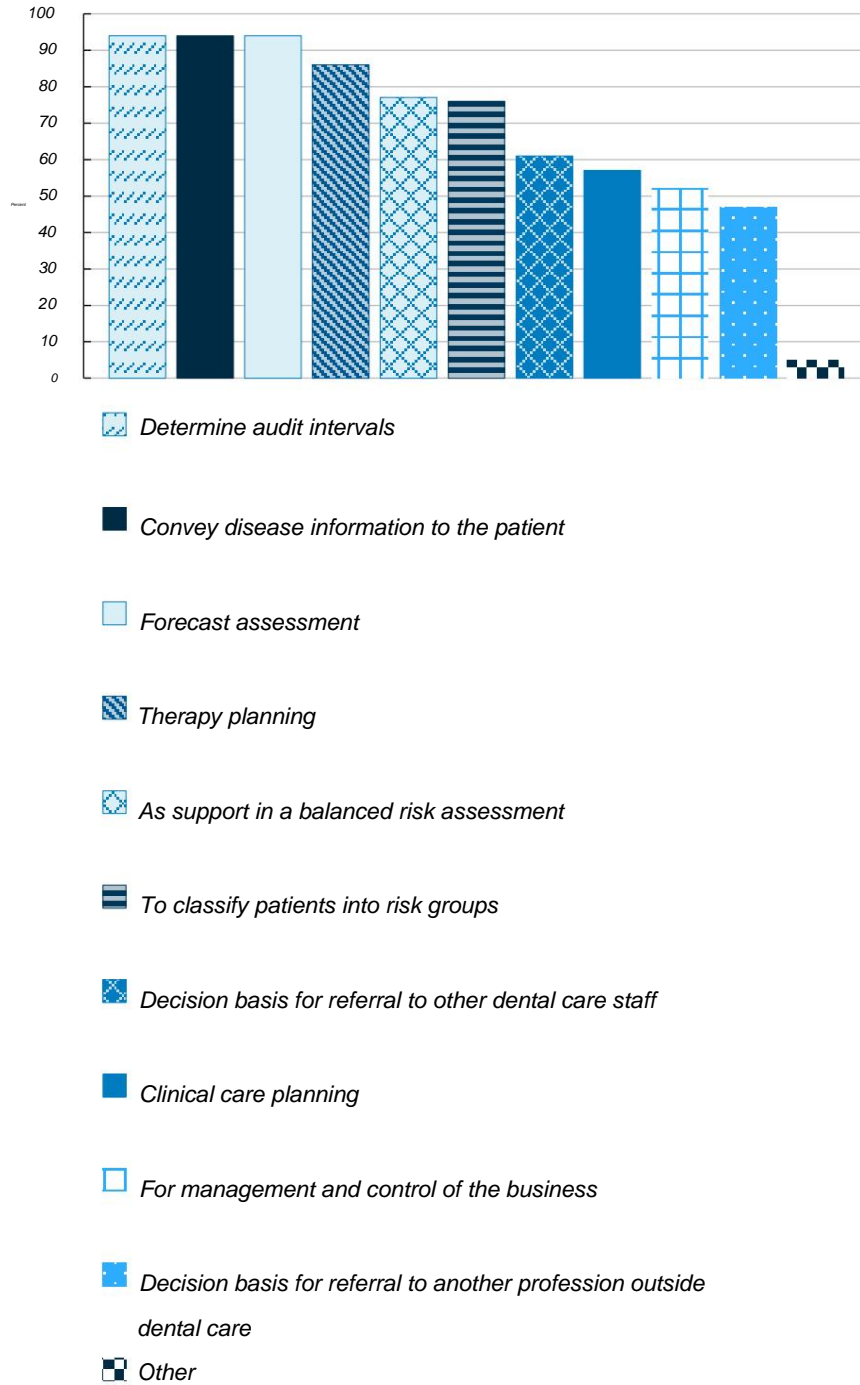 100
90
80
70
60
50
Percent
40
30
20
10
0
Determine audit intervals
Convey disease information to the patient
Forecast assessment
Therapy planning
As support in a balanced risk assessment
To classify patients into risk groups
Decision basis for referral to other dental care staff
Clinical care planning
For management and control of the business
Decision basis for referral to another profession outside
dental care
Other